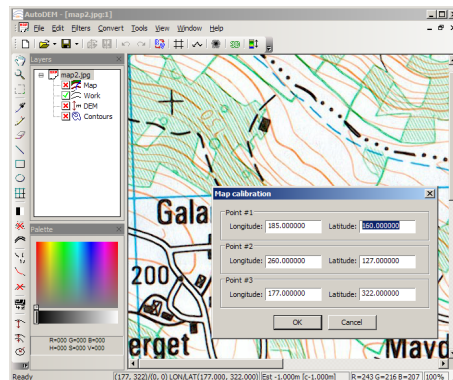 AutoDEM - [map2.jpg:1]
File Edit Filters Convert Tools View Window Help
Layers
map2.jpg
Map
Work
DEM
Contours
Gala
200
erget
Mavd
Map calibration
Point #1
Longitude: 185.000000 Latitude: 160.000000
Point #2
Longitude: 260.000000 Latitude: 127.000000
Point #3
Longitude: 177.000000 Latitude: 322.000000
OK Cancel
Palette
R=000 G=000 B=000
H=000 S=000 V=000
Ready (177, 322)/(0, 0) LON/LAT(177.000, 322.000) Est -1.000m [c-1.000m] R=243 G=216 B=207 100%